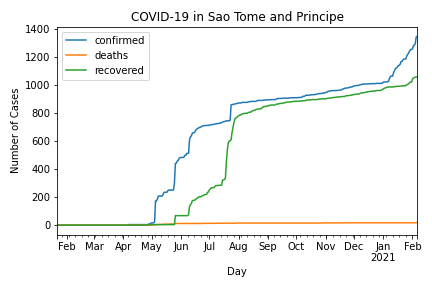 COVID-19 in Sao Tome and Principe
1400
1200
1000
800
600
400
200
0
Number of Cases
confirmed
deaths
recovered
Feb Mar Apr May Jun Jul Aug Sep Oct Nov Dec Jan Feb
2021
Day